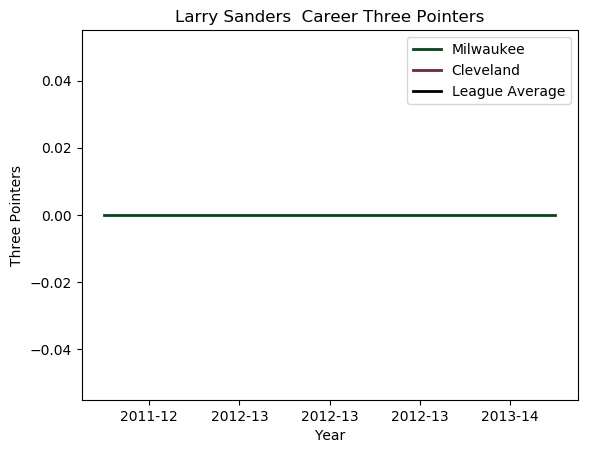 Larry Sanders  Career Three Pointers
Milwaukee
Cleveland
League Average
0.04
0.02
0.00
−0.02
−0.04
Three Pointers
2011-12 2012-13 2012-13 2012-13 2013-14
Year